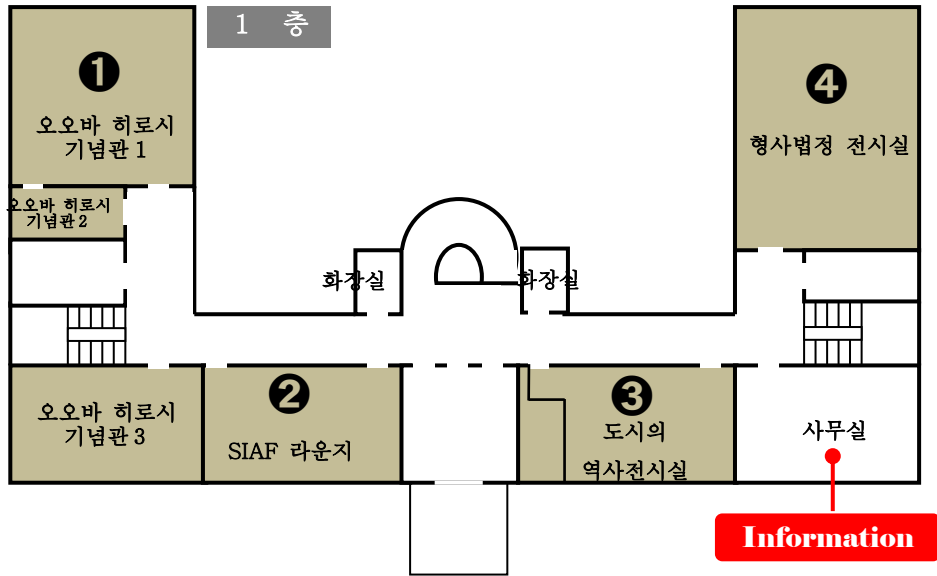 1 층
❶
오오바 히로시
기념관 1
❹
형사법정 전시실
오오바 히로시
기념관 2
화장실
화장실
오오바 히로시
기념관 3
❷
SIAF 라운지
❸
도시의
역사전시실
사무실
Information